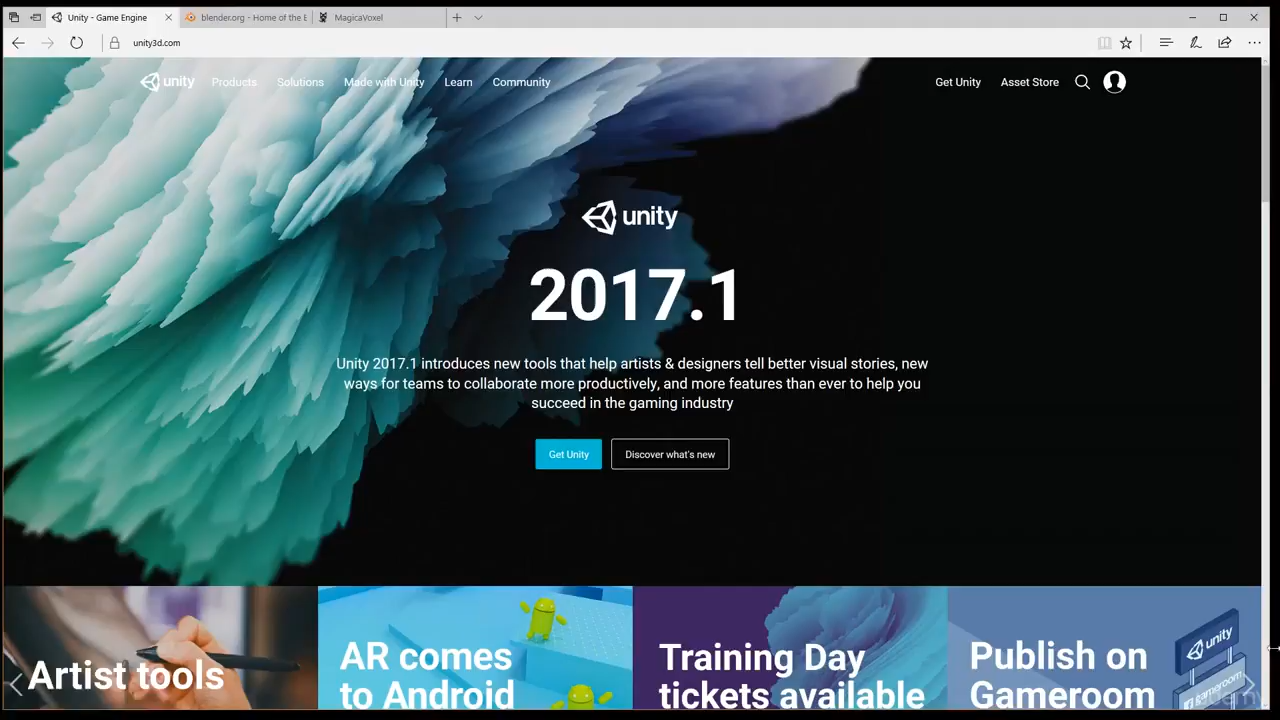 Unity - Game Engine
blender.org - Home of the B
MagicaVoxel
unity3d.com
unity
Products
Solutions
Made with Unity
Learn
Community
Get Unity
Asset Store
unity
2017.1
Unity 2017.1 introduces new tools that help artists & designers tell better visual stories, new
ways for teams to collaborate more productively, and more features than ever to help you
succeed in the gaming industry
Get Unity
Discover what's new
Artist tools
AR comes
to Android
Training Day
tickets available
Publish on
Gameroom
unity
gameroom